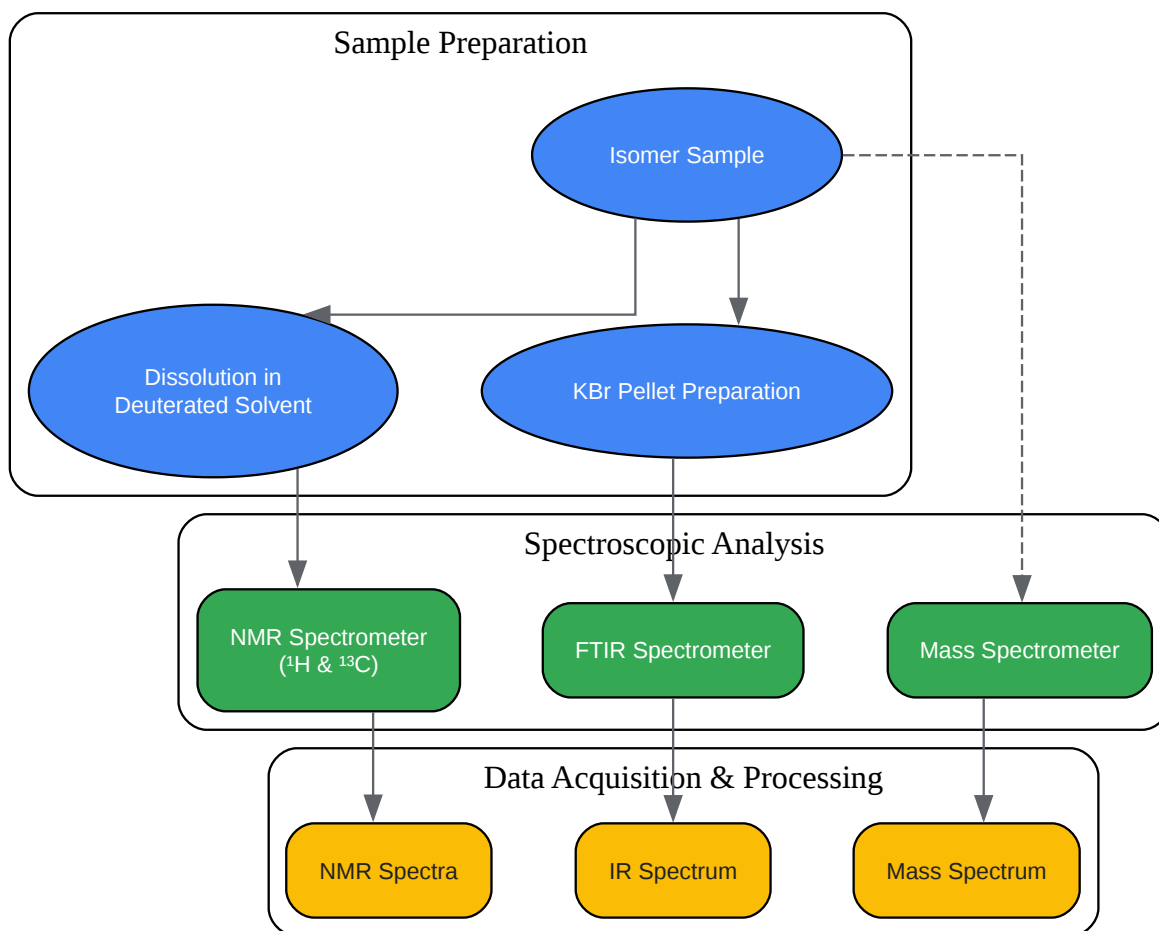 Sample Preparation
Isomer Sample
Dissolution in
Deuterated Solvent
KBr Pellet Preparation
Spectroscopic Analysis
NMR Spectrometer
(¹H & ¹³C)
FTIR Spectrometer
Mass Spectrometer
Data Acquisition & Processing
NMR Spectra
IR Spectrum
Mass Spectrum